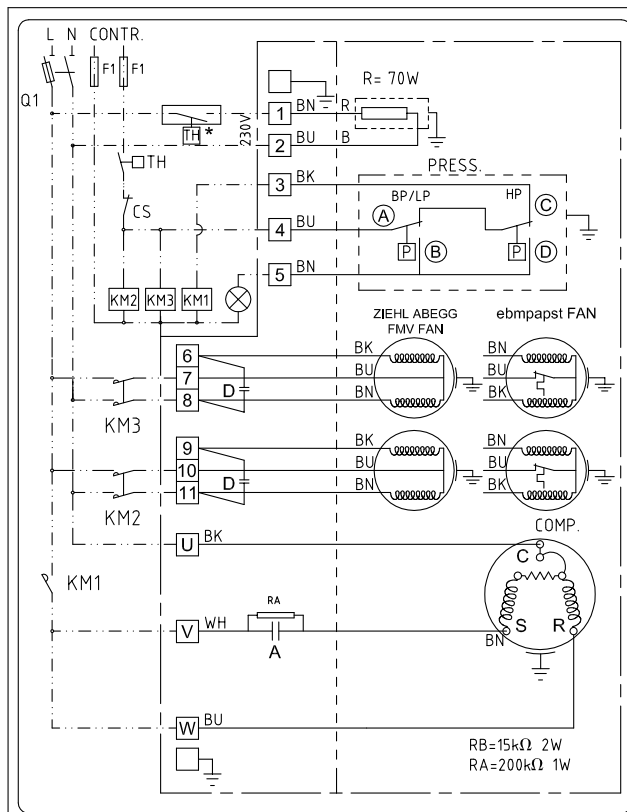 L N CONTR.
F1 F1
Q1
R= 70W
1 BN R
TH *
230V
2 BU B
TH
PRESS.
3 BK
BP/LP HP
A C
CS
4 BU
P B P D
5 BN
KM2 KM3 KM1
ZIEHL ABEGG
FMV FAN
ebmpapst FAN
6 BK BN
7 BU BU
D
8 BN BK
KM3
9 BK BN
10 BU BU
D
11 BN BK
KM2
COMP.
U BK
C
KM1
RA
V WH
A
S R
BN
W BU
RB=15kΩ 2W
RA=200kΩ 1W